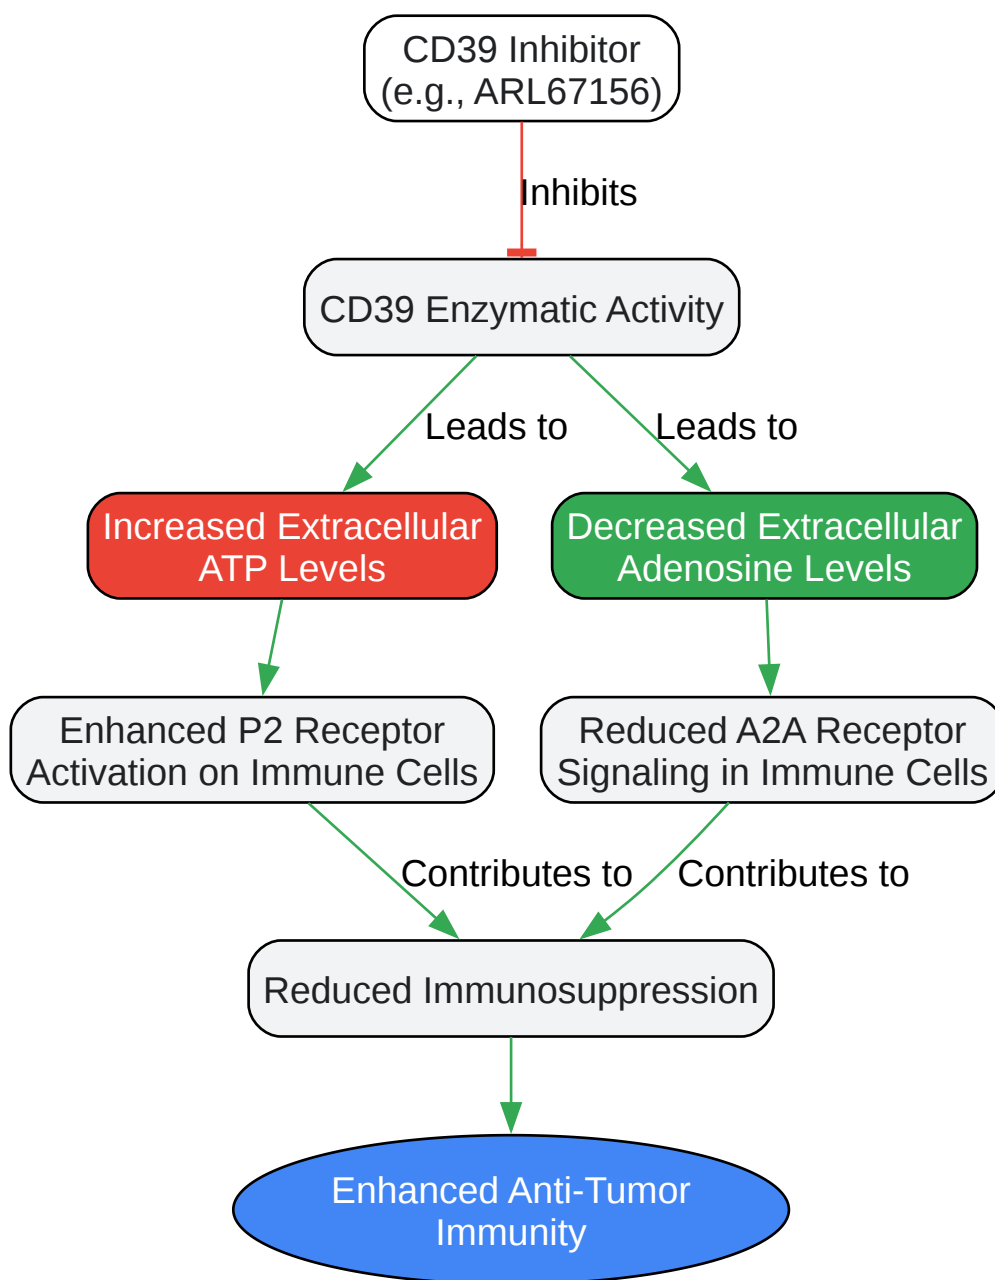 CD39 Inhibitor
(e.g., ARL67156)
Inhibits
CD39 Enzymatic Activity
Leads to
Leads to
Increased Extracellular
ATP Levels
Decreased Extracellular
Adenosine Levels
Enhanced P2 Receptor
Activation on Immune Cells
Reduced A2A Receptor
Signaling in Immune Cells
Contributes to
Contributes to
Reduced Immunosuppression
Enhanced Anti-Tumor
Immunity